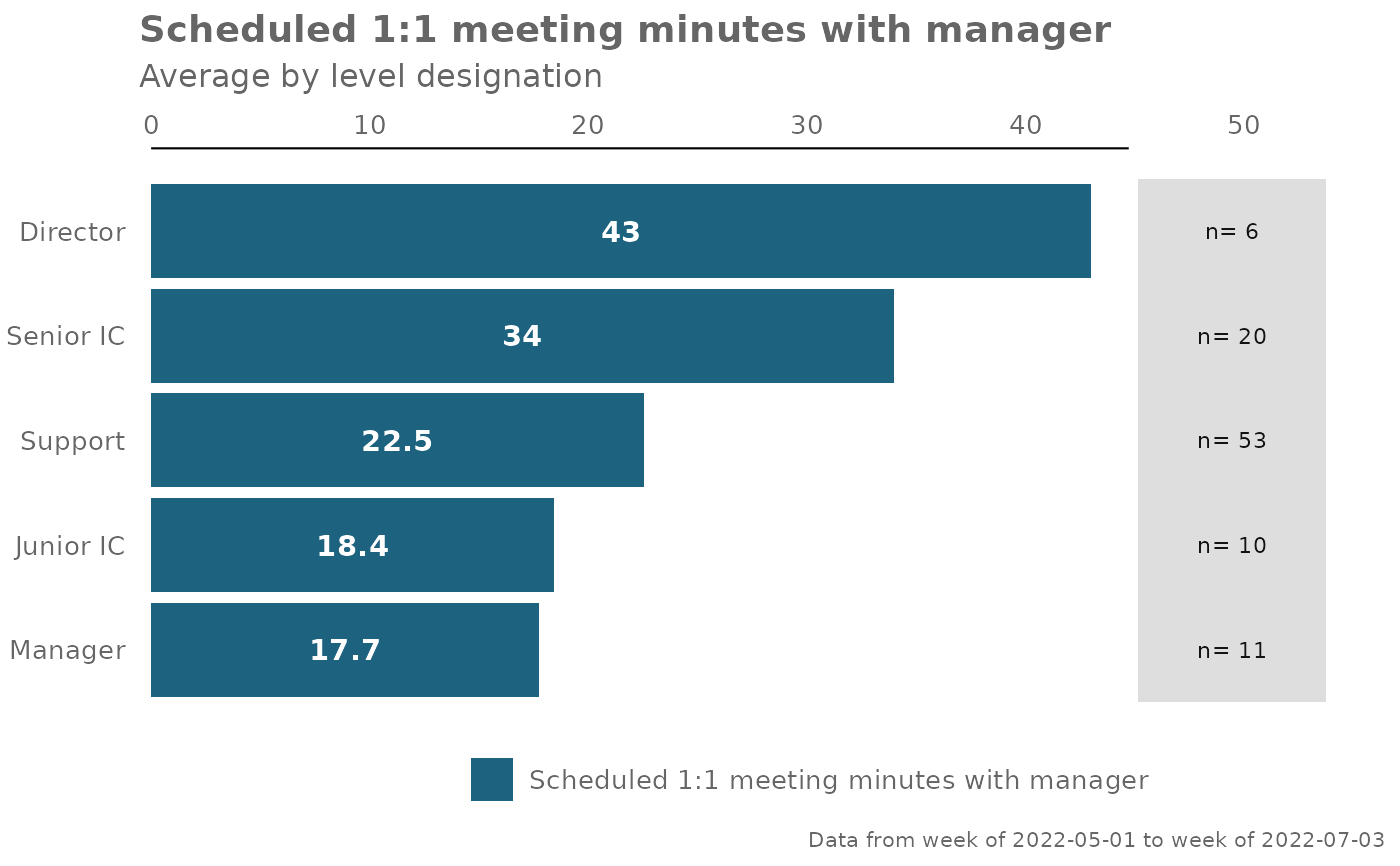 Scheduled 1:1 meeting minutes with manager
Average by level designation
0 10 20 30 40 50
Director 43 n= 6
Senior IC 34 n= 20
Support 22.5 n= 53
Junior IC 18.4 n= 10
Manager 17.7 n= 11
Scheduled 1:1 meeting minutes with manager
Data from week of 2022-05-01 to week of 2022-07-03